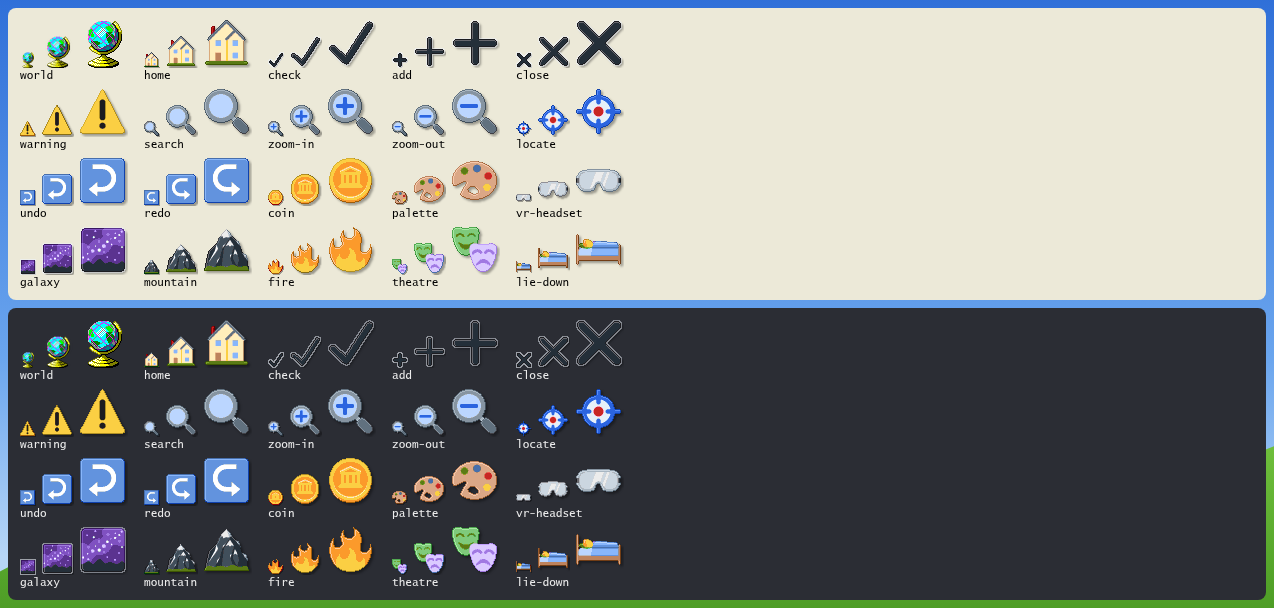 world home check add close
warning search zoom-in zoom-out locate
undo redo coin palette vr-headset
galaxy mountain fire theatre lie-down
world home check add close
warning search zoom-in zoom-out locate
undo redo coin palette vr-headset
galaxy mountain fire theatre lie-down